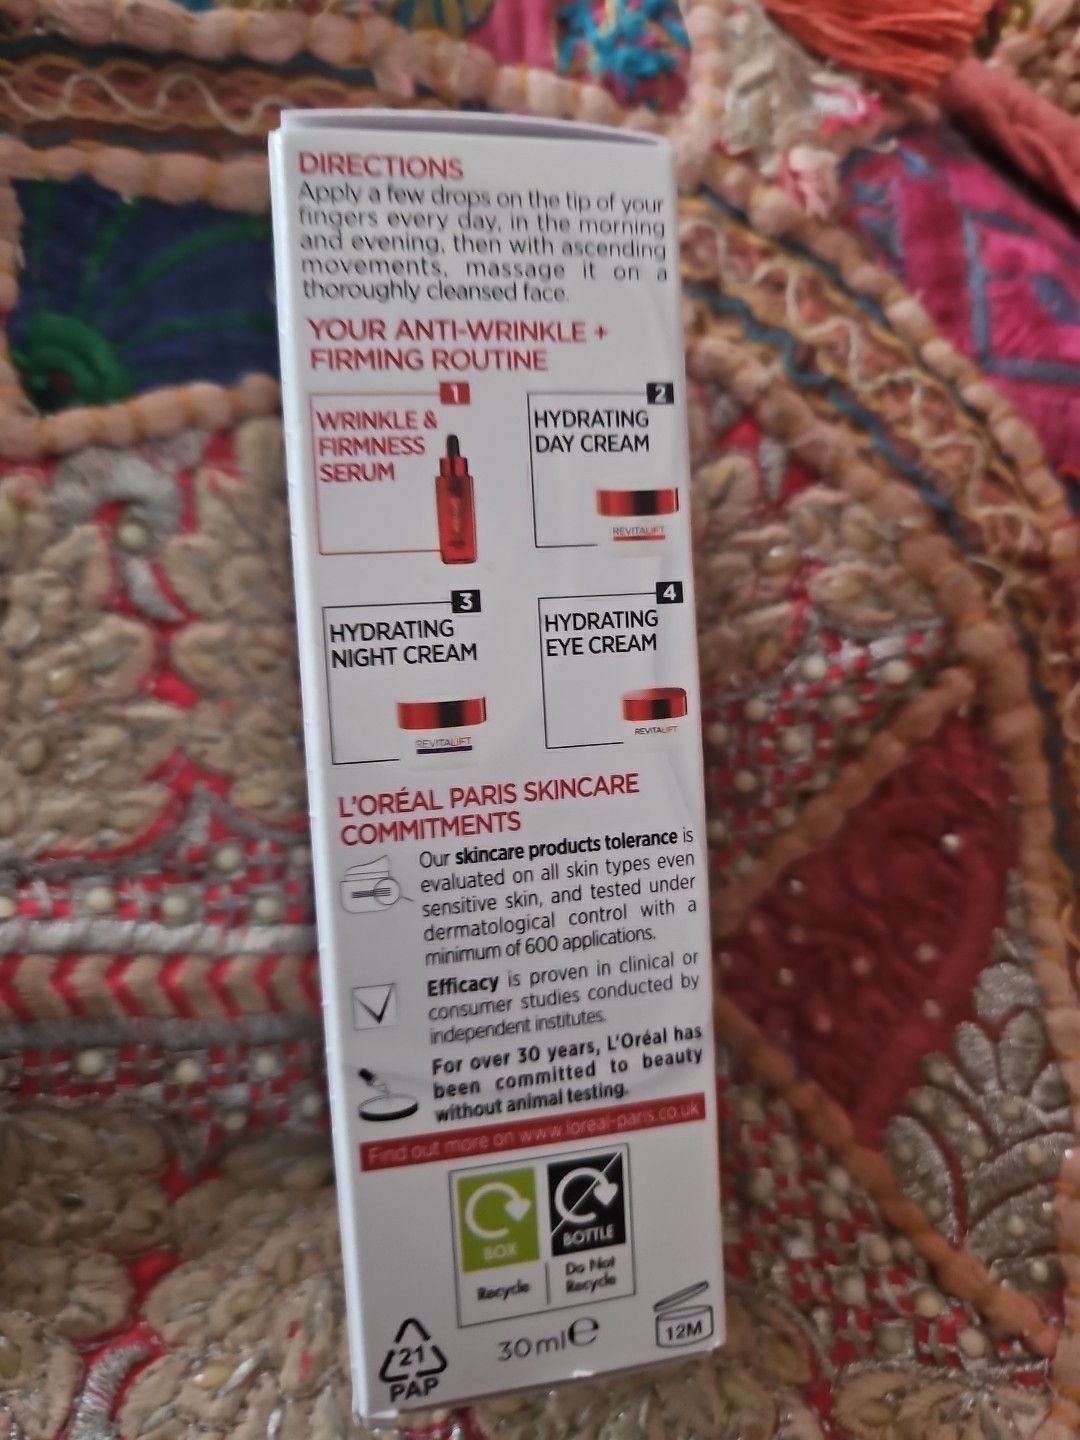 DIRECTIONS
Apply a few drops on the tip of your
fingers every day, in the morning
and evening, then with ascending
movements, massage it on a
thoroughly cleansed face.
YOUR ANTI-WRINKLE +
FIRMING ROUTINE
1
WRINKLE &
FIRMNESS
SERUM
2
HYDRATING
DAY CREAM
REVITALIFT
3
HYDRATING
NIGHT CREAM
REVITALIFT
4
HYDRATING
EYE CREAM
REVITALIFT
L'ORÉAL PARIS SKINCARE
COMMITMENTS
Our skincare products tolerance is
evaluated on all skin types even
sensitive skin, and tested under
dermatological control with a
minimum of 600 applications.
Efficacy is proven in clinical or
consumer studies conducted by
independent institutes.
For over 30 years, L'Oréal has
been committed to beauty
without animal testing.
Find out more on www.loreal-paris.co.uk
BOX
Recycle
BOTTLE
Do Not
Recycle
21
PAP
30 ml e
12M